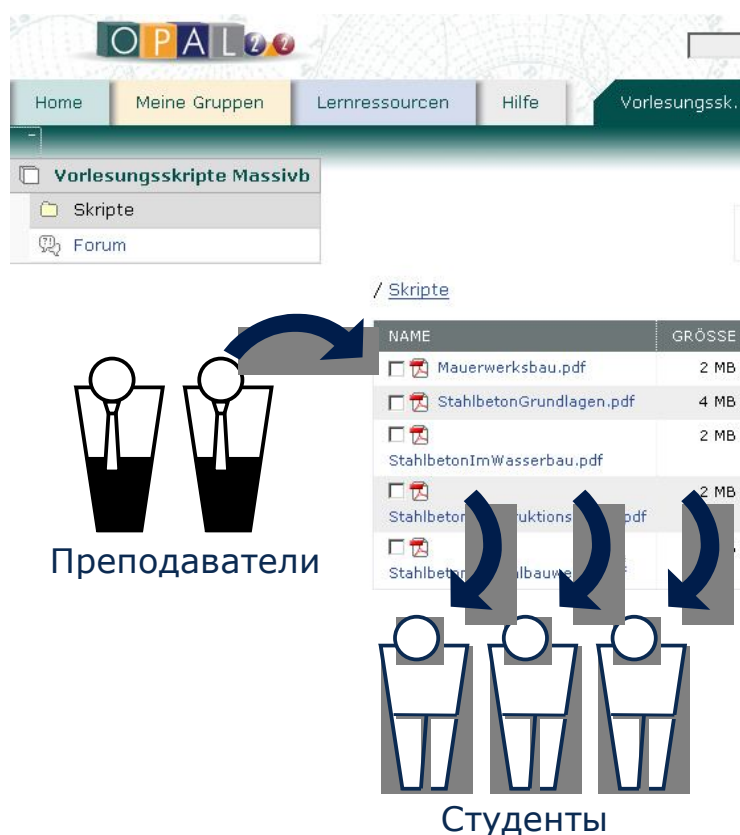 OPAL
Home Meine Gruppen Lernressourcen Hilfe Vorlesungssk.
Vorlesungsskripte Massivb
Skripte
Forum
/ Skripte
NAME GRÖSSE
Mauerwerksbau.pdf 2 MB
StahlbetonGrundlagen.pdf 4 MB
2 MB
StahlbetonImWasserbau.pdf
2 MB
Преподаватели
Студенты